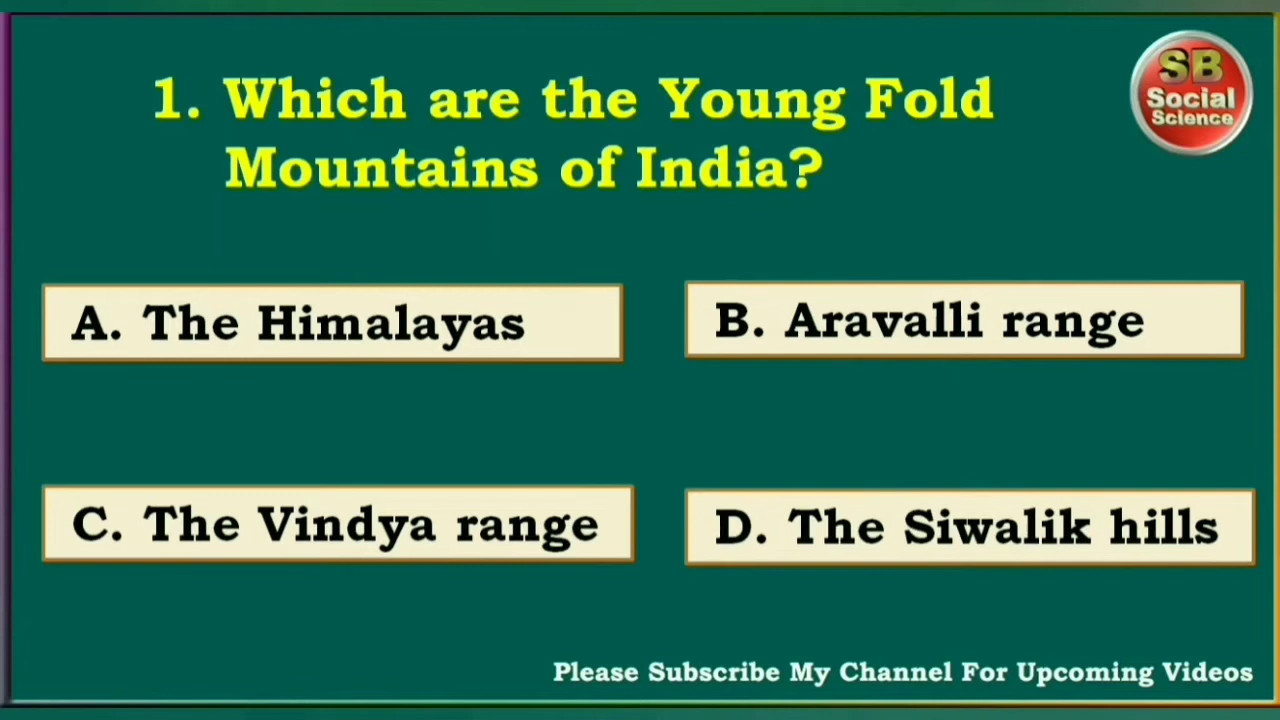 1. Which are the Young Fold
Mountains of India?
SB
Social
Science
A. The Himalayas
B. Aravalli range
C. The Vindya range
D. The Siwalik hills
Please Subscribe My Channel For Upcoming Videos